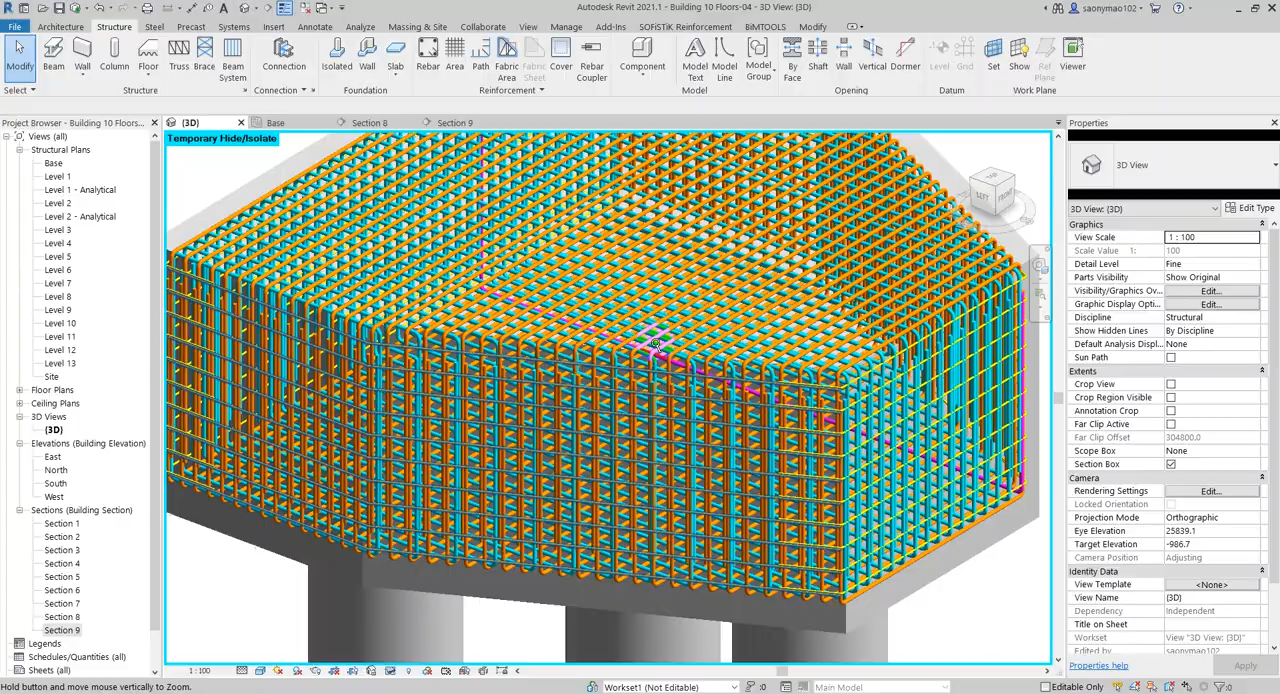 Autodesk Revit 2021.1 - Building 10 Floors-04 - 3D View: {3D}
saonymao102
File Architecture Structure Steel Precast Systems Insert Annotate Analyze Massing & Site Collaborate View Manage Add-Ins SOFiSTiK Reinforcement BiMTOOLS Modify
Modify Beam Wall Column Floor Truss Brace Beam System Connection Isolated Wall Slab Rebar Area Path Fabric Area Fabric Sheet Cover Rebar Coupler Component Model Text Model Line Model Group By Face Shaft Wall Vertical Dormer Level Grid Set Show Ref Plane Viewer
Select Structure Connection Foundation Reinforcement Model Opening Datum Work Plane
Project Browser - Building 10 Floors...
{3D} Base Section 8 Section 9
Properties
Temporary Hide/Isolate
Views (all)
Structural Plans
Base
Level 1
Level 1 - Analytical
Level 2
Level 2 - Analytical
Level 3
Level 4
Level 5
Level 6
Level 7
Level 8
Level 9
Level 10
Level 11
Level 12
Level 13
Site
Floor Plans
Ceiling Plans
3D Views
{3D}
Elevations (Building Elevation)
East
North
South
West
Sections (Building Section)
Section 1
Section 2
Section 3
Section 4
Section 5
Section 6
Section 7
Section 8
Section 9
Legends
Schedules/Quantities (all)
Sheets (all)
TOP
LEFT
FRONT
3D View
3D View: {3D} Edit Type
Graphics
View Scale 1 : 100
Scale Value 1: 100
Detail Level Fine
Parts Visibility Show Original
Visibility/Graphics Ov... Edit...
Graphic Display Opti... Edit...
Discipline Structural
Show Hidden Lines By Discipline
Default Analysis Displ... None
Sun Path
Extents
Crop View
Crop Region Visible
Annotation Crop
Far Clip Active
Far Clip Offset 304800.0
Scope Box None
Section Box
Camera
Rendering Settings Edit...
Locked Orientation
Projection Mode Orthographic
Eye Elevation 25839.1
Target Elevation -986.7
Camera Position Adjusting
Identity Data
View Template <None>
View Name {3D}
Dependency Independent
Title on Sheet
Workset View "3D View: {3D}"
Edited by saonymao102
Properties help Apply
1 : 100
Hold button and move mouse vertically to Zoom.
Workset1 (Not Editable) :0 Main Model Editable Only :0